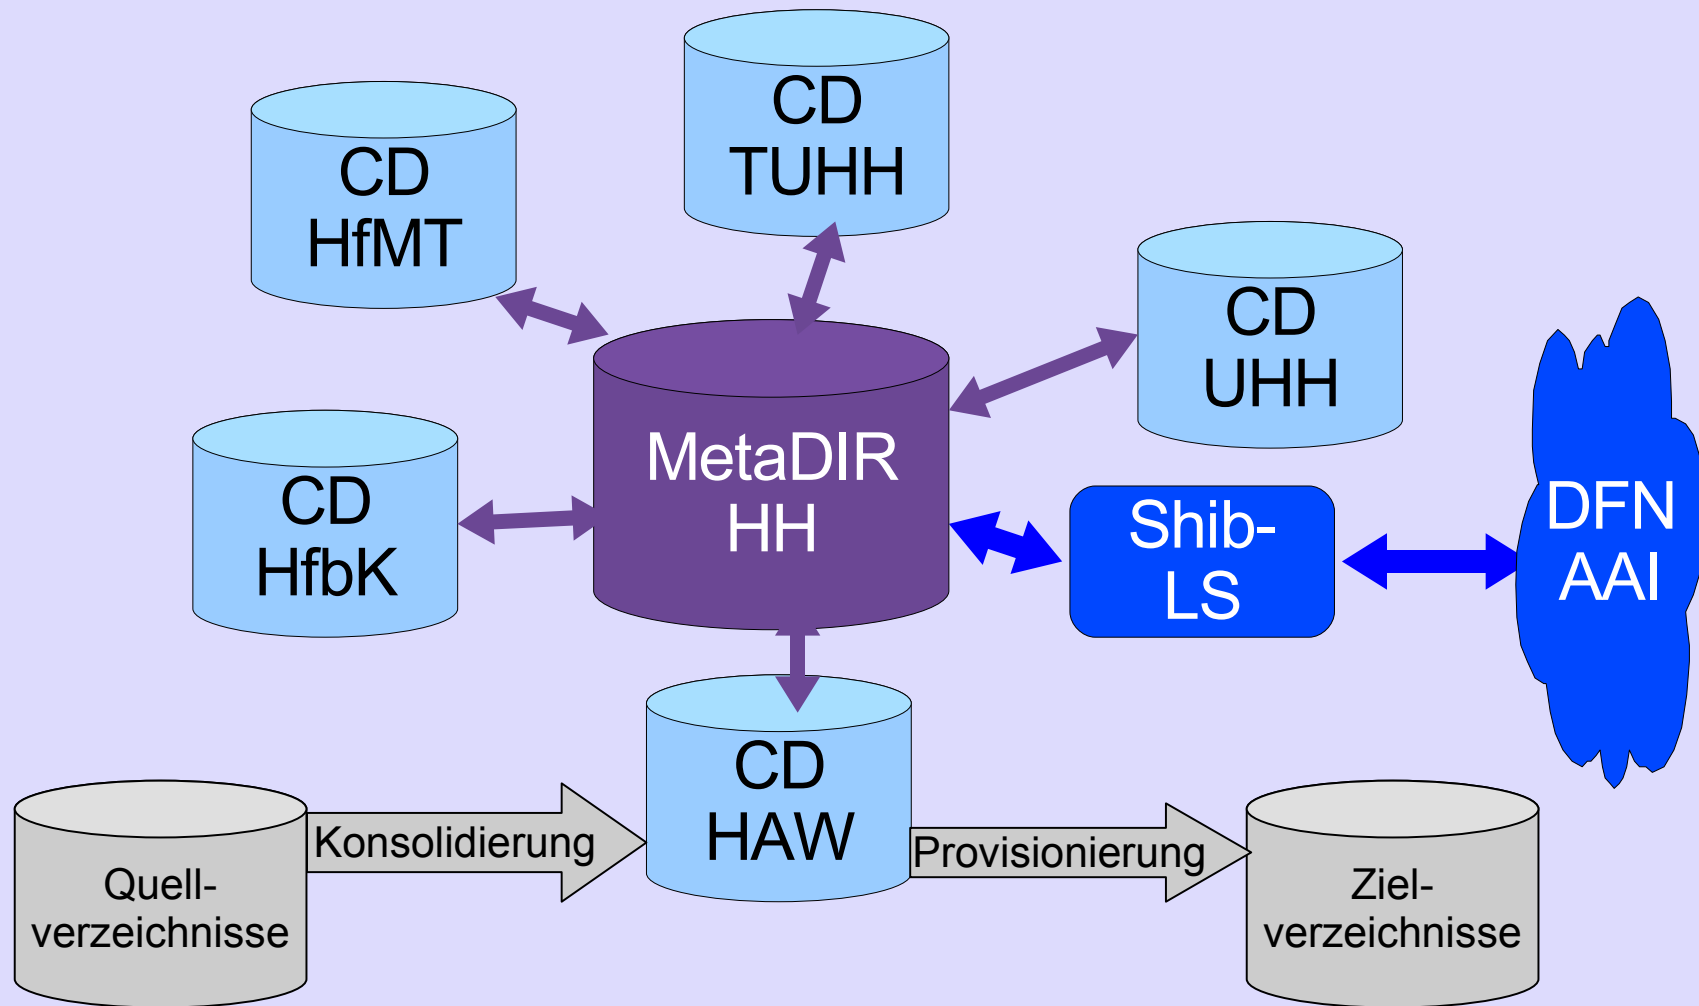 CD
TUHH
CD
HfMT
CD
UHH
MetaDIR
HH
CD
HfbK
Shib-
LS
DFN
AAI
CD
HAW
Konsolidierung
Provisionierung
Quell-
verzeichnisse
Ziel-
verzeichnisse